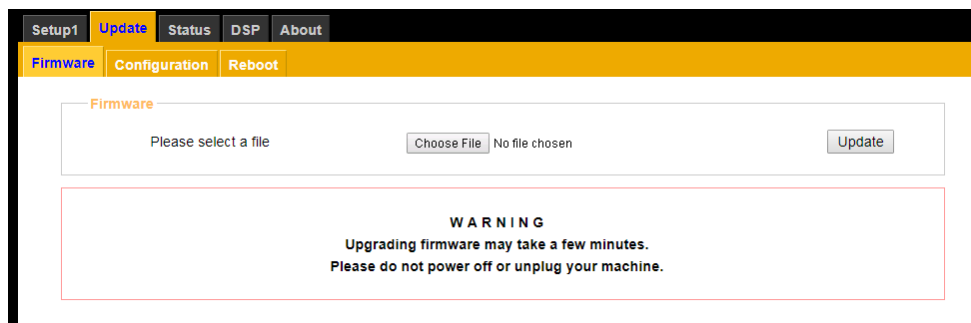 Setup1 Update Status DSP About
Firmware Configuration Reboot
Firmware
Please select a file Choose File No file chosen Update
W A R N I N G
Upgrading firmware may take a few minutes.
Please do not power off or unplug your machine.